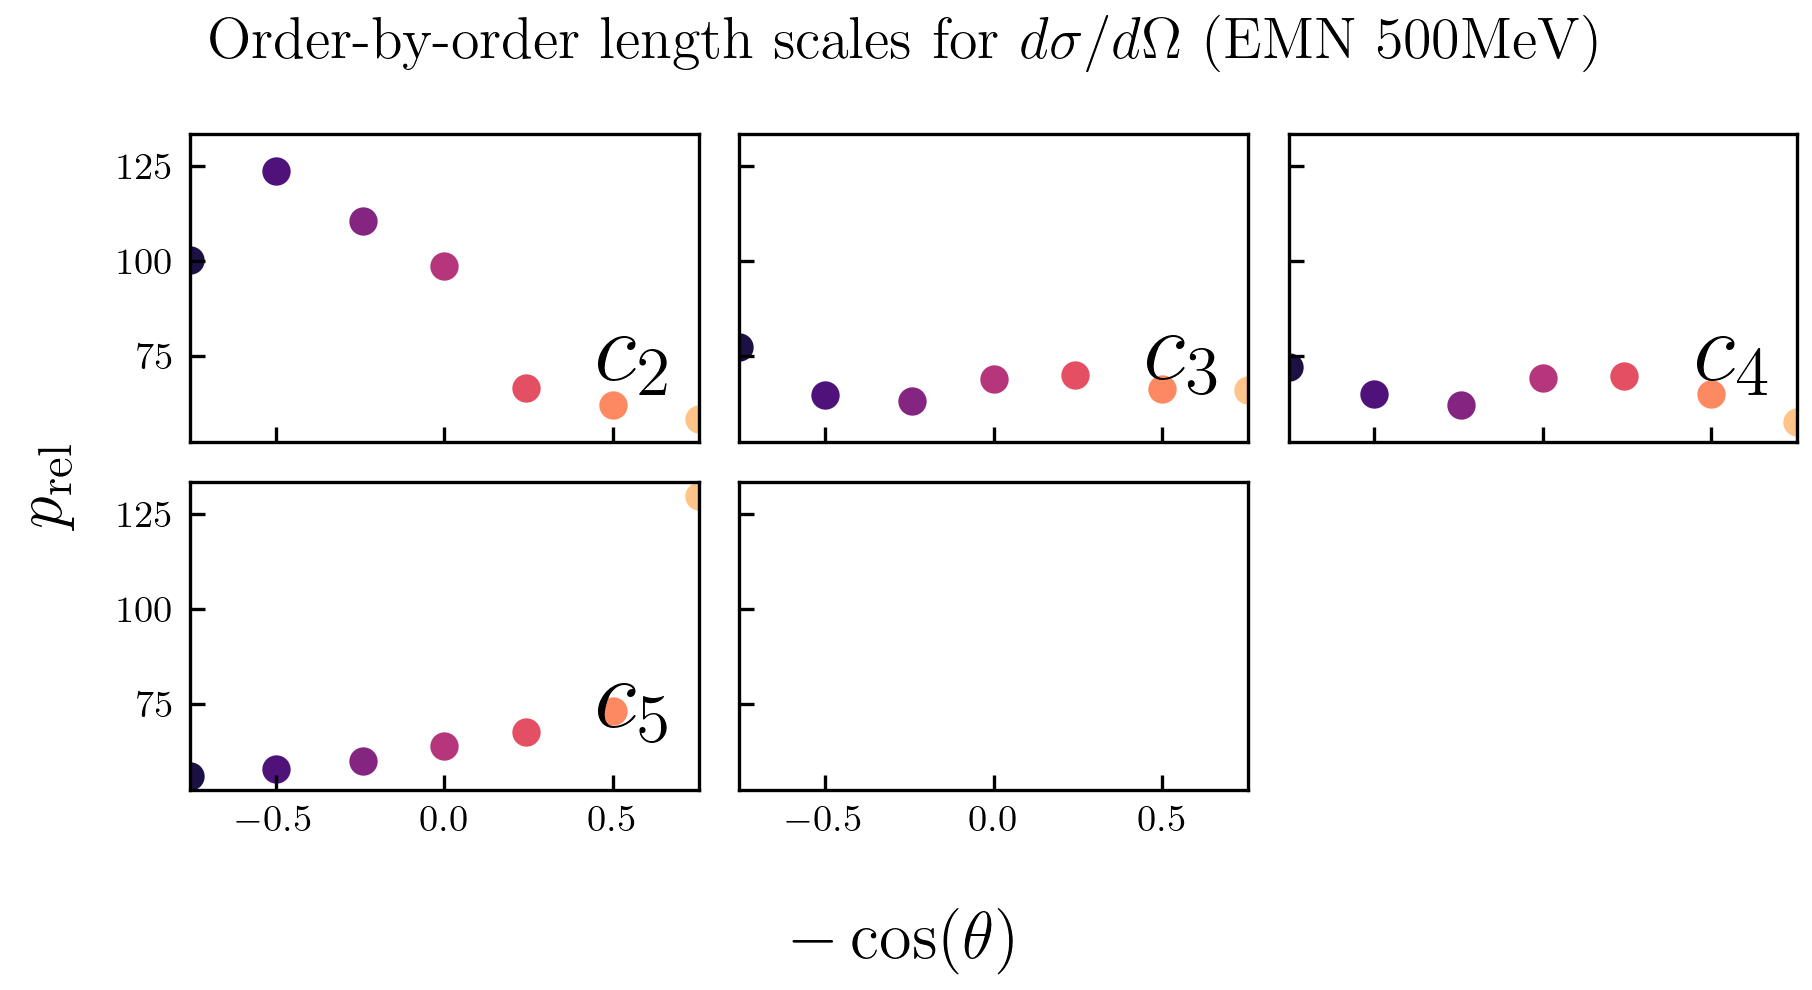 Order-by-order length scales for dσ/dΩ (EMN 500MeV)
125
100
75
c₂
c₃
c₄
p_rel
125
100
75
c₅
−0.5 0.0 0.5
−0.5 0.0 0.5
− cos(θ)